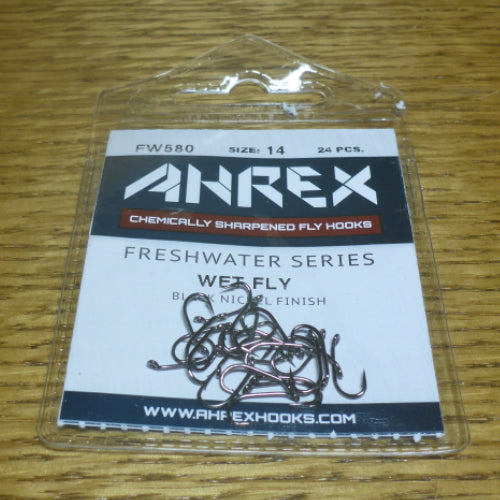 FW580 SIZE: 14 24 PCS.
AHREX
CHEMICALLY SHARPENED FLY HOOKS
FRESHWATER SERIES
WET FLY
BLACK NICKEL FINISH
WWW.AHREXHOOKS.COM